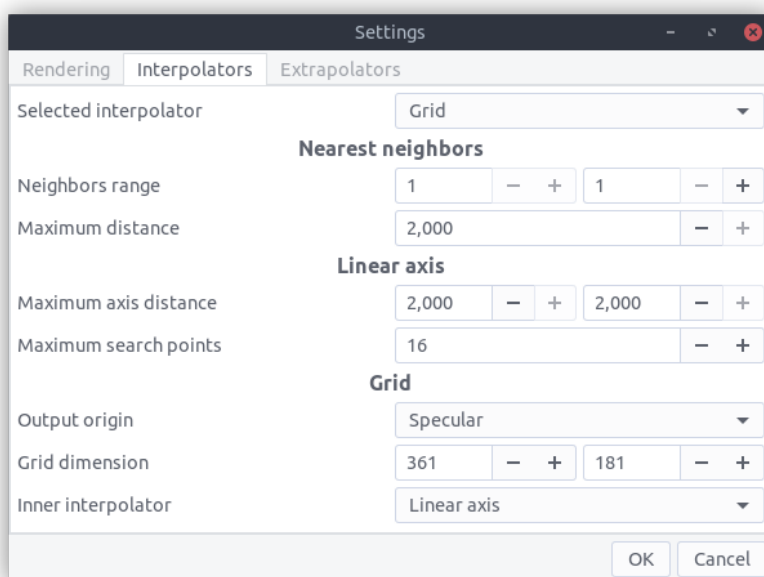 Settings
Rendering Interpolators Extrapolators
Selected interpolator Grid
Nearest neighbors
Neighbors range 1 − + 1 − +
Maximum distance 2,000 − +
Linear axis
Maximum axis distance 2,000 − + 2,000 − +
Maximum search points 16 − +
Grid
Output origin Specular
Grid dimension 361 − + 181 − +
Inner interpolator Linear axis
OK Cancel